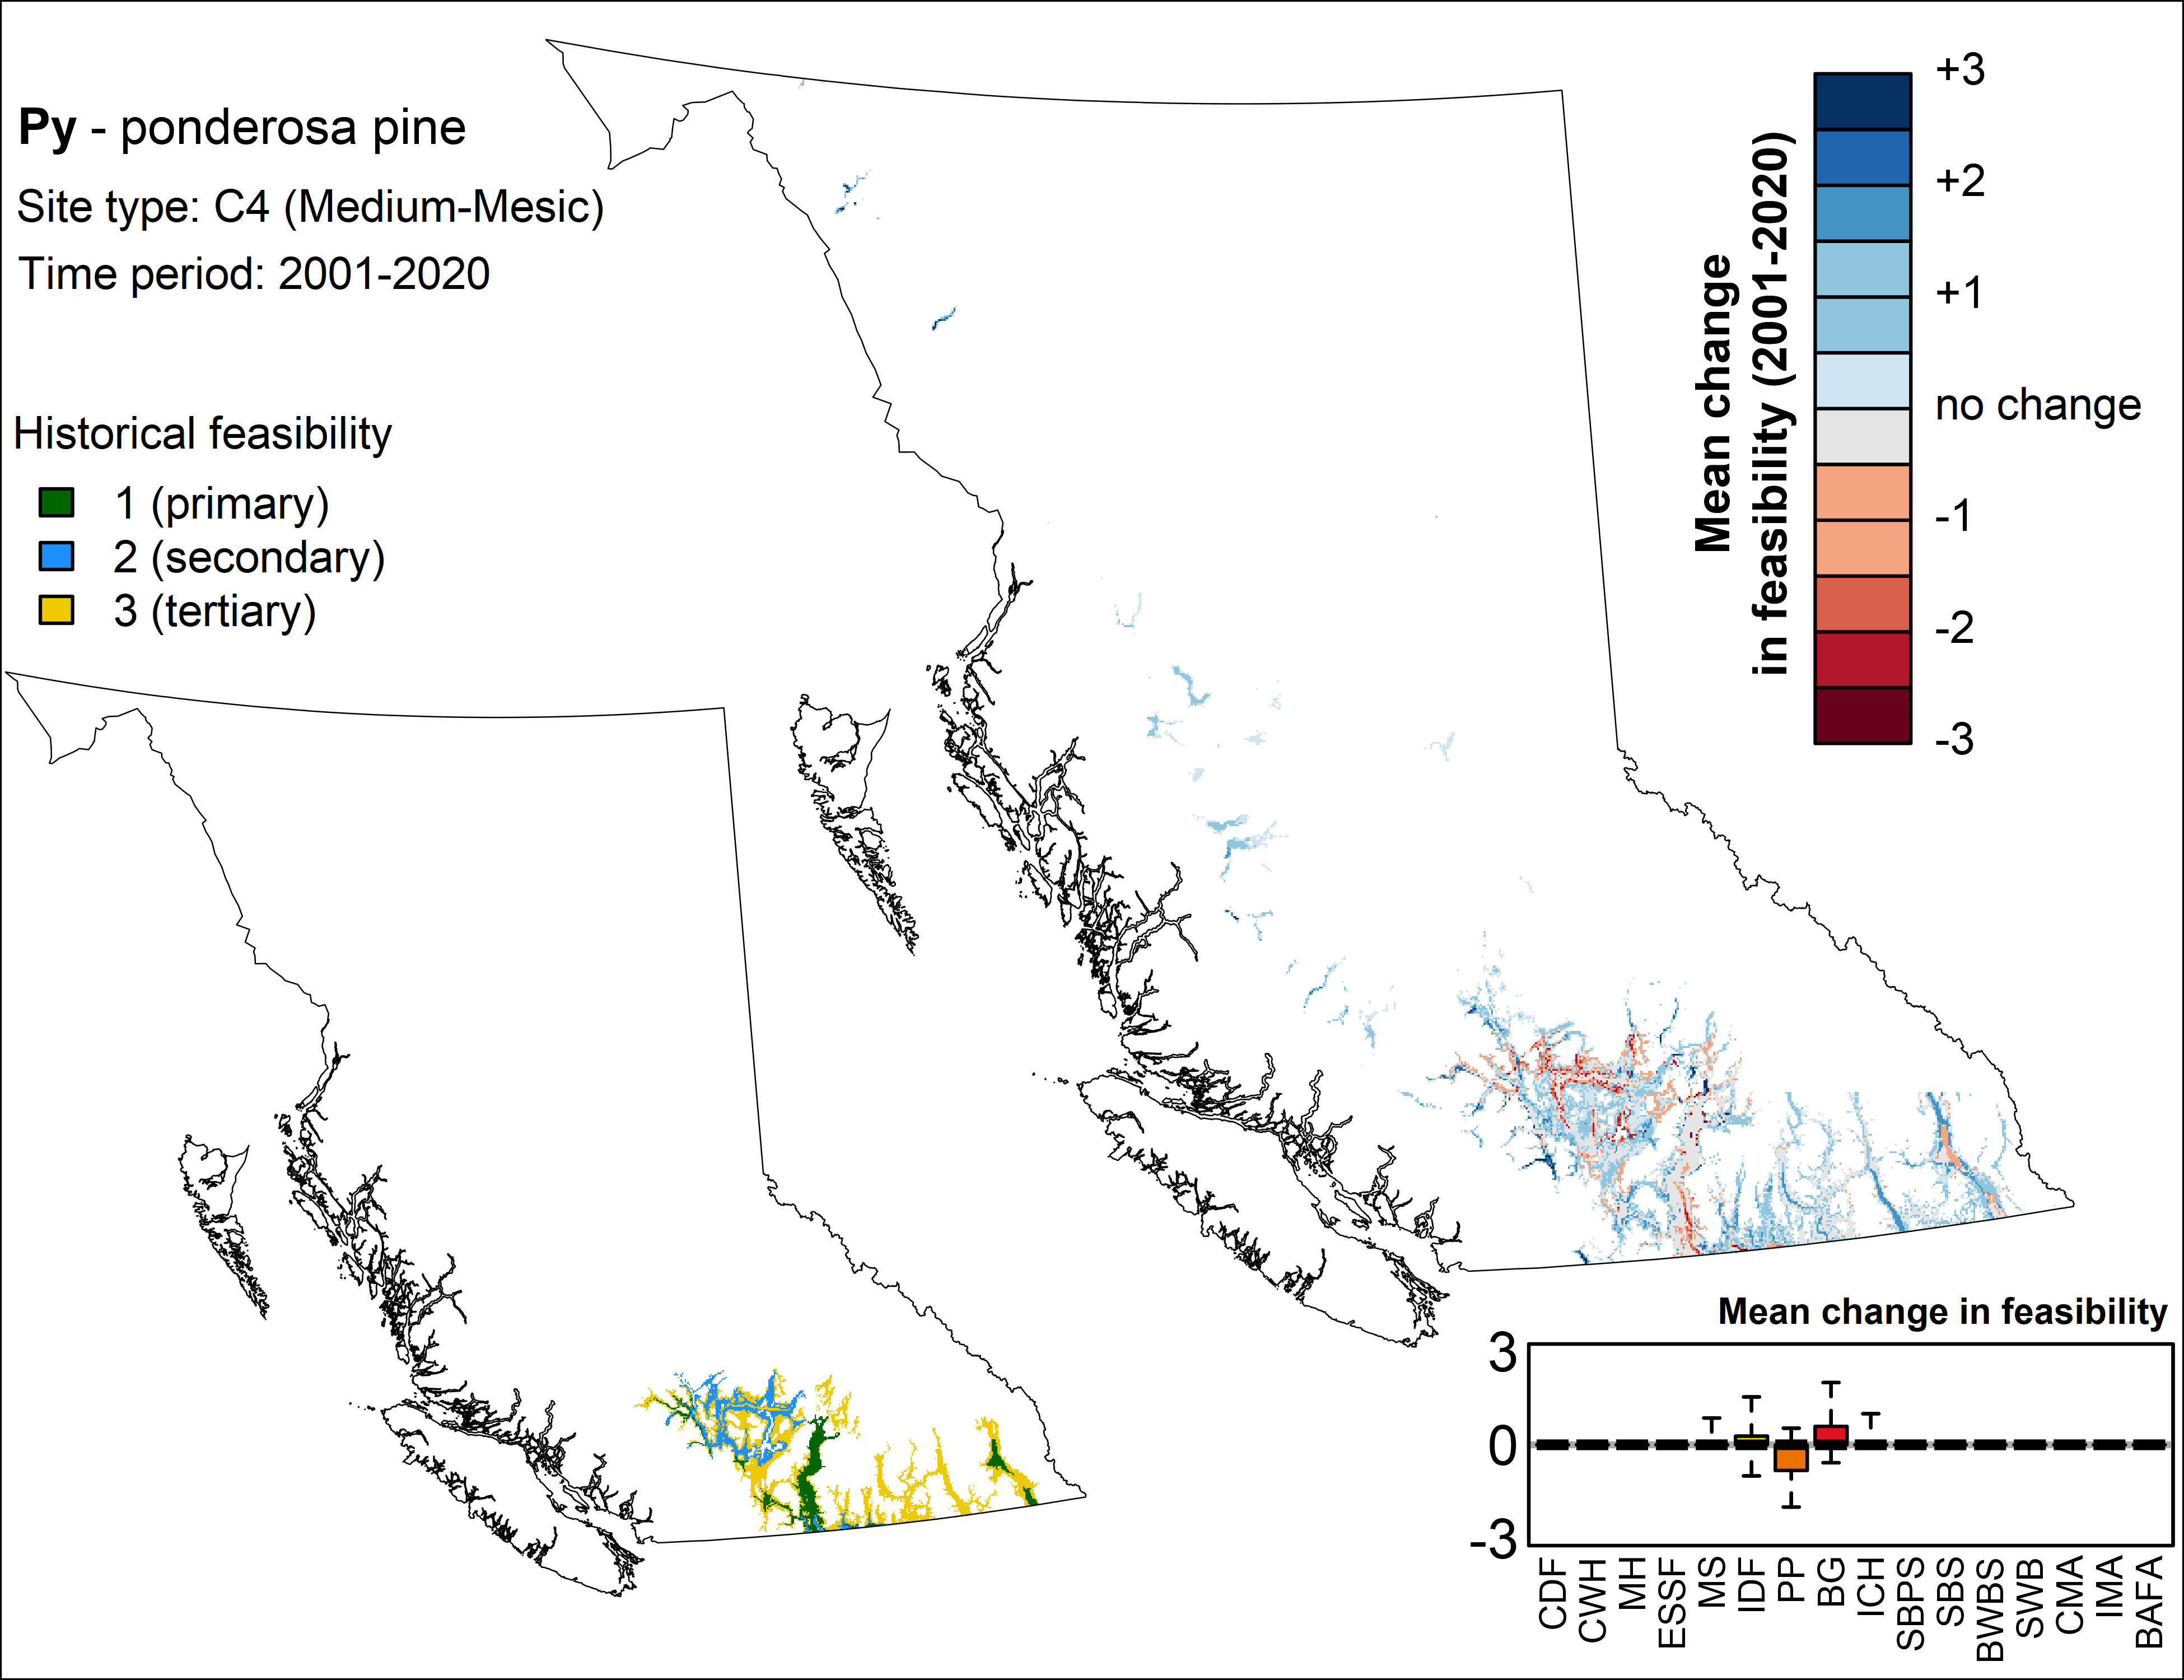 Py - ponderosa pine
Site type: C4 (Medium-Mesic)
Time period: 2001-2020
Historical feasibility
1 (primary)
2 (secondary)
3 (tertiary)
Mean change
in feasibility (2001-2020)
+3
+2
+1
no change
-1
-2
-3
Mean change in feasibility
3
0
-3
CDF
CWH
MH
ESSF
MS
IDF
PP
BG
ICH
SBPS
SBS
BWBS
SWB
CMA
IMA
BAFA